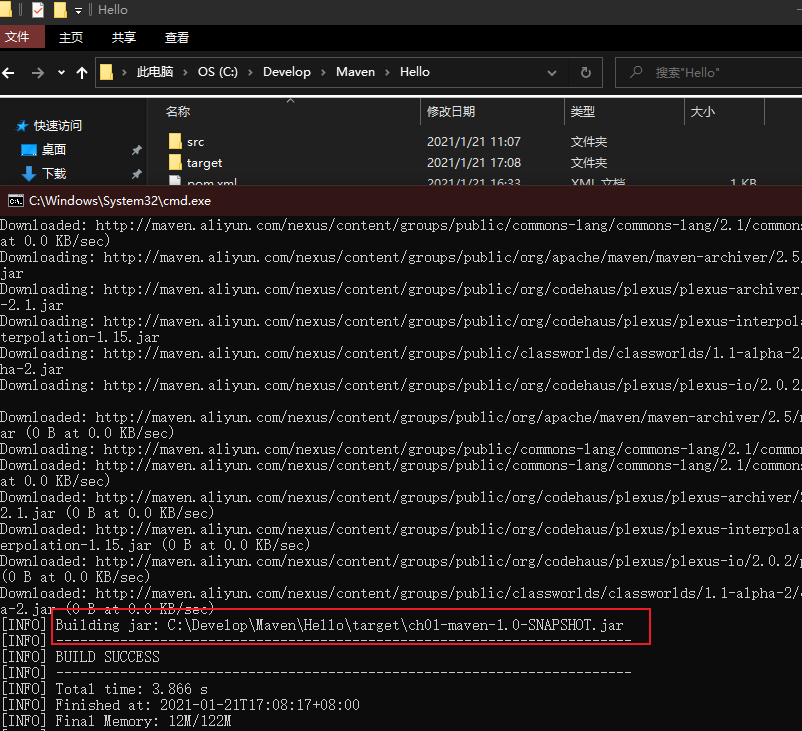 Hello
文件 主页 共享 查看
此电脑 OS (C:) Develop Maven Hello 搜索"Hello"
名称 修改日期 类型 大小
快速访问
src 2021/1/21 11:07 文件夹
桌面
target 2021/1/21 17:08 文件夹
下载
pom.xml 2021/1/21 16:33 XML 文档 1 KB
C:\Windows\System32\cmd.exe
Downloaded: http://maven.aliyun.com/nexus/content/groups/public/commons-lang/commons-lang/2.1/commons
at 0.0 KB/sec)
Downloading: http://maven.aliyun.com/nexus/content/groups/public/org/apache/maven/maven-archiver/2.5/
jar
Downloading: http://maven.aliyun.com/nexus/content/groups/public/org/codehaus/plexus/plexus-archiver/
-2.1.jar
Downloading: http://maven.aliyun.com/nexus/content/groups/public/org/codehaus/plexus/plexus-interpola
terpolation-1.15.jar
Downloading: http://maven.aliyun.com/nexus/content/groups/public/classworlds/classworlds/1.1-alpha-2/
ha-2.jar
Downloading: http://maven.aliyun.com/nexus/content/groups/public/org/codehaus/plexus/plexus-io/2.0.2/
Downloaded: http://maven.aliyun.com/nexus/content/groups/public/org/apache/maven/maven-archiver/2.5/
ar (0 B at 0.0 KB/sec)
Downloading: http://maven.aliyun.com/nexus/content/groups/public/commons-lang/commons-lang/2.1/common
Downloaded: http://maven.aliyun.com/nexus/content/groups/public/commons-lang/commons-lang/2.1/commons
at 0.0 KB/sec)
Downloaded: http://maven.aliyun.com/nexus/content/groups/public/org/codehaus/plexus/plexus-archiver/2
2.1.jar (0 B at 0.0 KB/sec)
Downloaded: http://maven.aliyun.com/nexus/content/groups/public/org/codehaus/plexus/plexus-interpolat
erpolation-1.15.jar (0 B at 0.0 KB/sec)
Downloaded: http://maven.aliyun.com/nexus/content/groups/public/org/codehaus/plexus/plexus-io/2.0.2/p
(0 B at 0.0 KB/sec)
Downloaded: http://maven.aliyun.com/nexus/content/groups/public/classworlds/classworlds/1.1-alpha-2/
a-2.jar (0 B at 0.0 KB/sec)
[INFO] Building jar: C:\Develop\Maven\Hello\target\ch01-maven-1.0-SNAPSHOT.jar
[INFO] ------------------------------------------------------------------------
[INFO] BUILD SUCCESS
[INFO] ------------------------------------------------------------------------
[INFO] Total time: 3.866 s
[INFO] Finished at: 2021-01-21T17:08:17+08:00
[INFO] Final Memory: 12M/122M